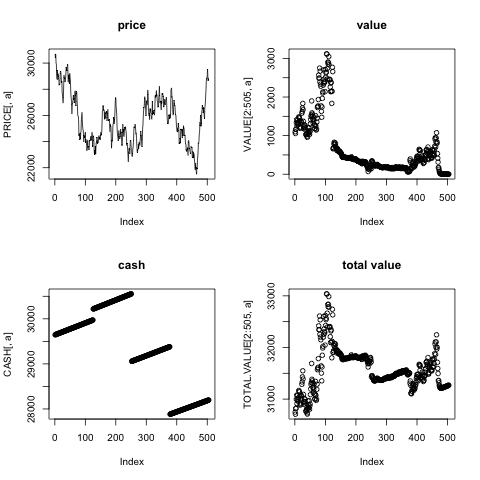 price
PRICE[, a]
22000 26000 30000
0 100 200 300 400 500
Index
value
VALUE[2:505, a]
0 1000 2000 3000
0 100 200 300 400 500
Index
cash
CASH[, a]
28000 29000 30000
0 100 200 300 400 500
Index
total value
TOTAL.VALUE[2:505, a]
31000 32000 33000
0 100 200 300 400 500
Index